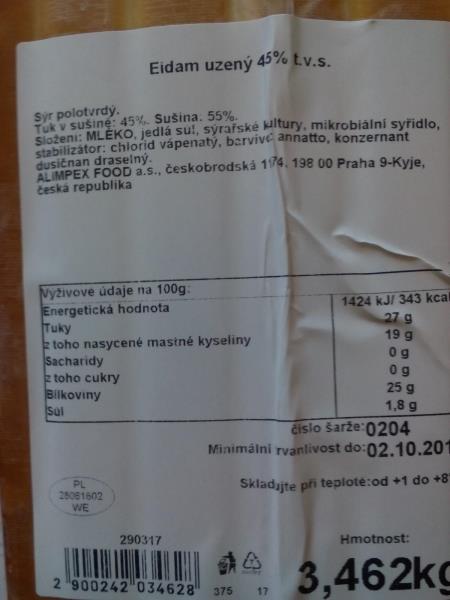 Eidam uzený 45% t.v.s.
Sýr polotvrdý.
Tuk v sušině: 45%. Sušina: 55%.
Složení: MLÉKO, jedlá sůl, sýrařské kultury, mikrobiální syřidlo,
stabilizátor: chlorid vápenatý, barvivo annatto, konzervant
dusičnan draselný.
ALIMPEX FOOD a.s., českobrodská 1174, 198 00 Praha 9-Kyje,
česká republika
Výživové údaje na 100g:
Energetická hodnota 1424 kJ/ 343 kcal
Tuky 27 g
z toho nasycené mastné kyseliny 19 g
Sacharidy 0 g
z toho cukry 0 g
Bílkoviny 25 g
Sůl 1,8 g
číslo šarže:0204
Minimální trvanlivost do:02.10.201
Skladujte při teplotě:od +1 do +8
PL
28061602
WE
290317
Hmotnost:
2 900242 034628
375 17
3,462kg